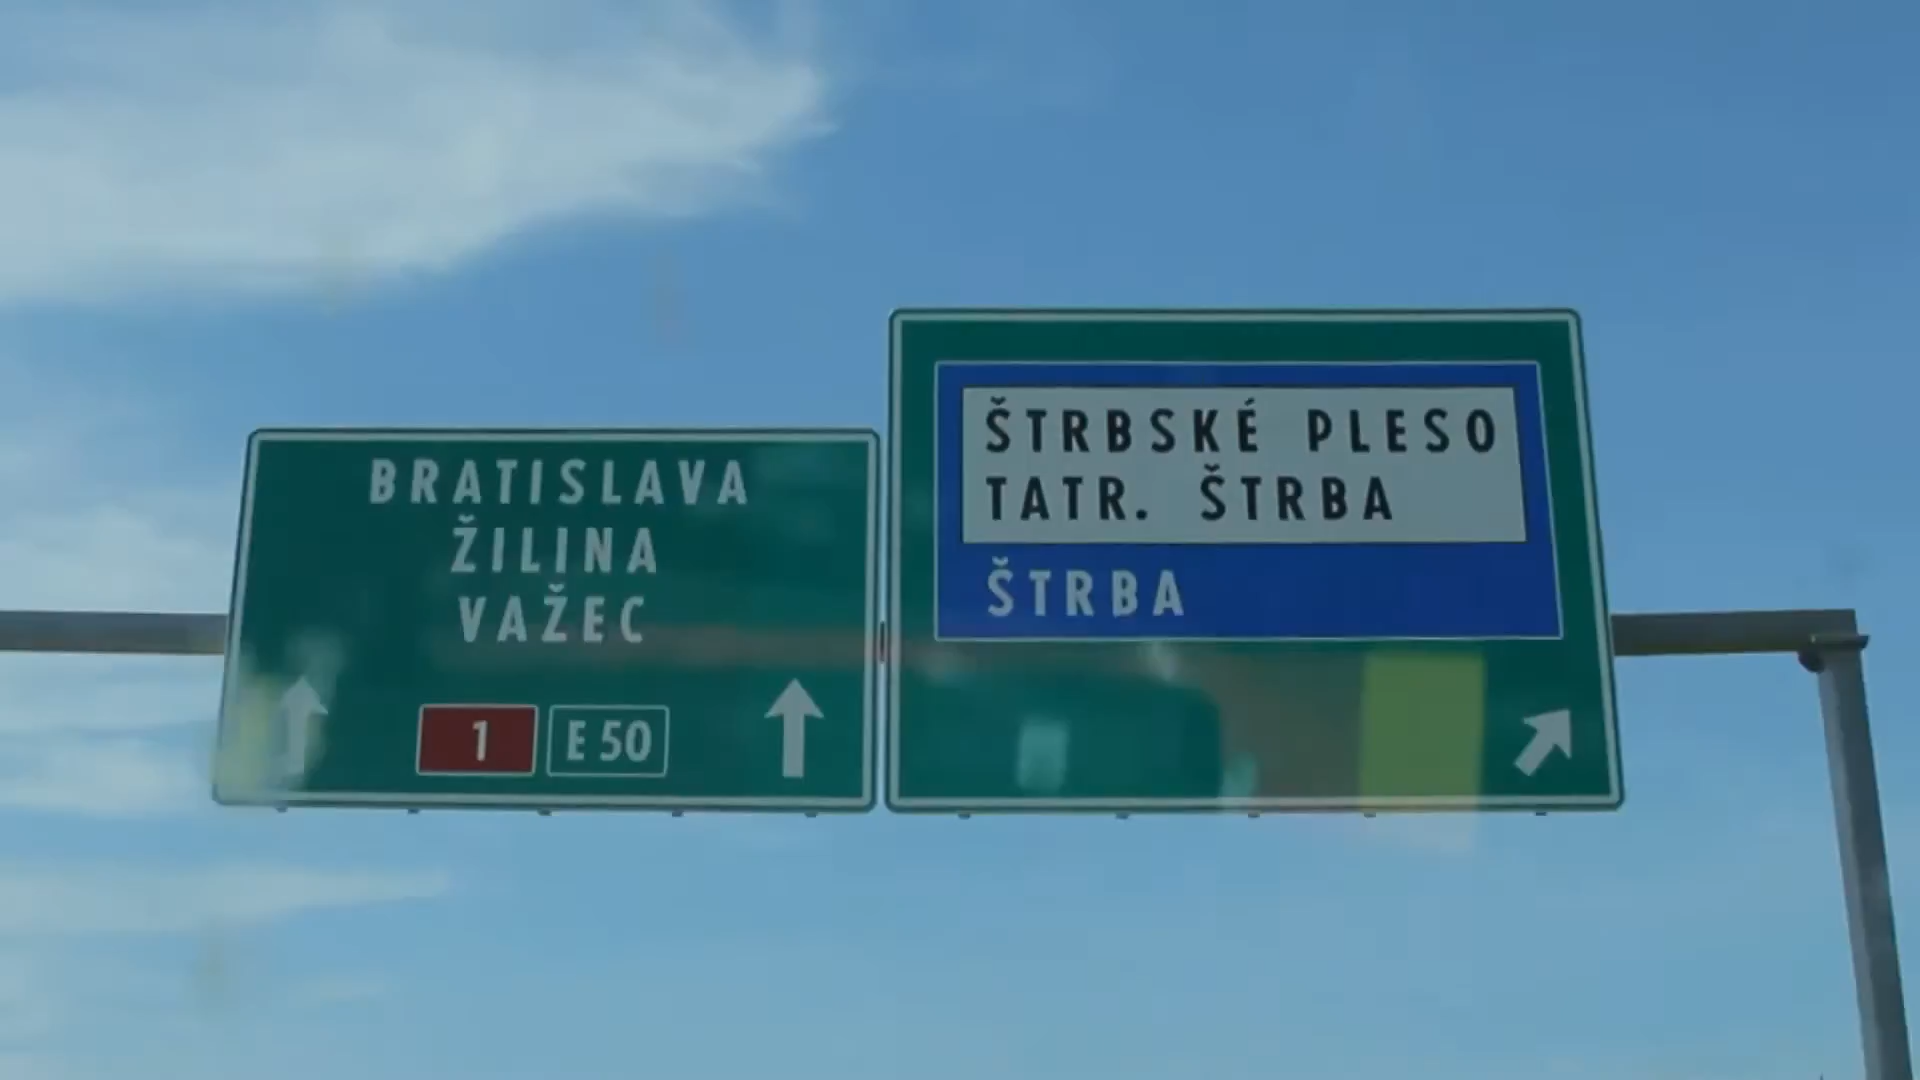 BRATISLAVA
ŽILINA
VAŽEC
1 E 50
ŠTRBSKÉ PLESO
TATR. ŠTRBA
ŠTRBA